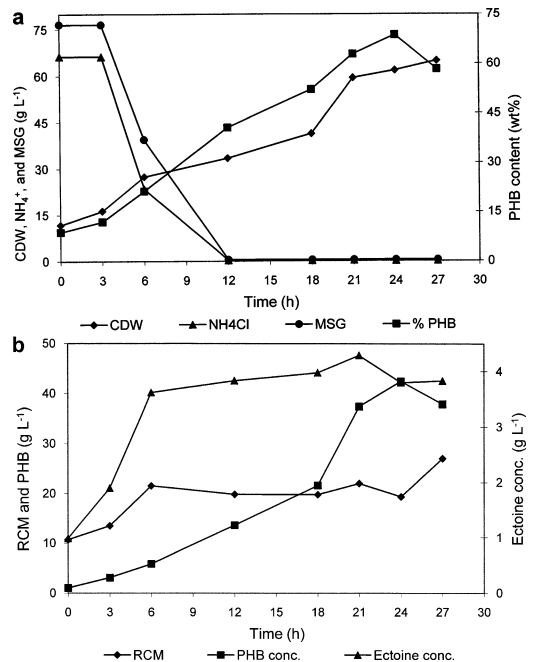 a
75
60
45
30
15
0
CDW, NH₄⁺, and MSG (g L⁻¹)
75
60
45
30
15
0
PHB content (wt%)
0 3 6 9 12 15 18 21 24 27 30
Time (h)
CDW NH4Cl MSG % PHB
b
50
40
30
20
10
0
RCM and PHB (g L⁻¹)
4
3
2
1
0
Ectoine conc. (g L⁻¹)
0 3 6 9 12 15 18 21 24 27 30
Time (h)
RCM PHB conc. Ectoine conc.